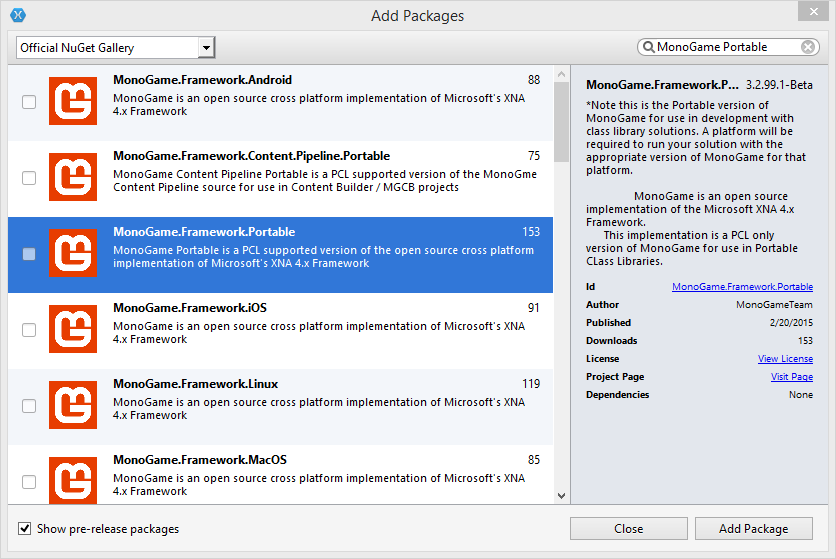 Add Packages
Official NuGet Gallery
MonoGame Portable
MonoGame.Framework.Android 88
MonoGame is an open source cross platform implementation of Microsoft's XNA
4.x Framework
MonoGame.Framework.Content.Pipeline.Portable 75
MonoGame Content Pipeline Portable is a PCL supported version of the MonoGme
Content Pipeline source for use in Content Builder / MGCB projects
MonoGame.Framework.Portable 153
MonoGame Portable is a PCL supported version of the open source cross platform
implementation of Microsoft's XNA 4.x Framework
MonoGame.Framework.iOS 91
MonoGame is an open source cross platform implementation of Microsoft's XNA
4.x Framework
MonoGame.Framework.Linux 119
MonoGame is an open source cross platform implementation of Microsoft's XNA
4.x Framework
MonoGame.Framework.MacOS 85
MonoGame is an open source cross platform implementation of Microsoft's XNA
4.x Framework
MonoGame.Framework.P... 3.2.99.1-Beta
*Note this is the Portable version of
MonoGame for use in development with
class library solutions. A platform will be
required to run your solution with the
appropriate version of MonoGame for that
platform.
MonoGame is an open source
implementation of the Microsoft XNA 4.x
Framework.
This implementation is a PCL only
version of MonoGame for use in Portable
CLass Libraries.
Id MonoGame.Framework.Portable
Author MonoGameTeam
Published 2/20/2015
Downloads 153
License View License
Project Page Visit Page
Dependencies None
Show pre-release packages
Close
Add Package